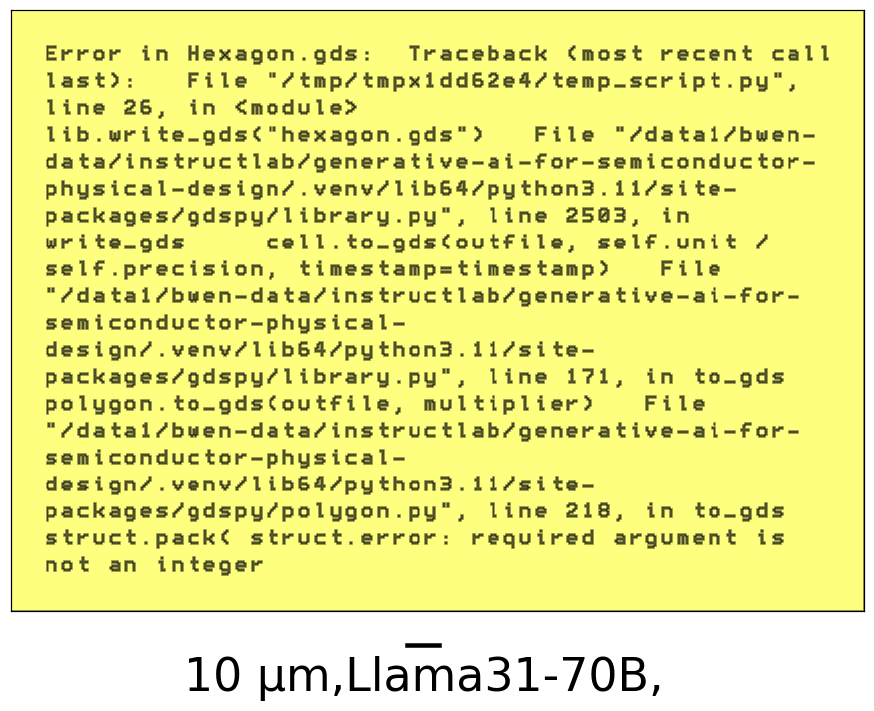 Error in Hexagon.gds:  Traceback (most recent call
last):   File "/tmp/tmpx1dd62e4/temp_script.py",
line 26, in <module>
lib.write_gds("hexagon.gds")   File "/data1/bwen-
data/instructlab/generative-ai-for-semiconductor-
physical-design/.venv/lib64/python3.11/site-
packages/gdspy/library.py", line 2503, in
write_gds     cell.to_gds(outfile, self.unit /
self.precision, timestamp=timestamp)   File
"/data1/bwen-data/instructlab/generative-ai-for-
semiconductor-physical-
design/.venv/lib64/python3.11/site-
packages/gdspy/library.py", line 171, in to_gds
polygon.to_gds(outfile, multiplier)   File
"/data1/bwen-data/instructlab/generative-ai-for-
semiconductor-physical-
design/.venv/lib64/python3.11/site-
packages/gdspy/polygon.py", line 218, in to_gds
struct.pack( struct.error: required argument is
not an integer
10 μm,Llama31-70B,